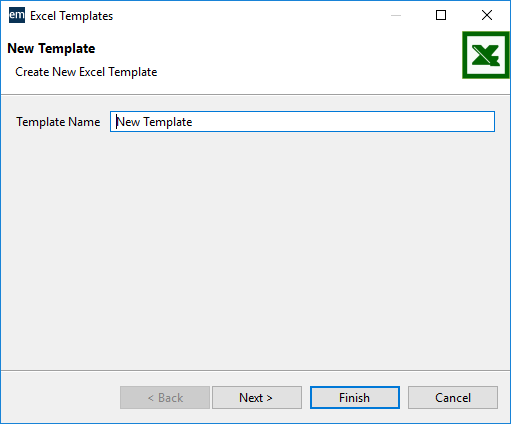 em Excel Templates
New Template
Create New Excel Template
Template Name New Template
< Back Next > Finish Cancel